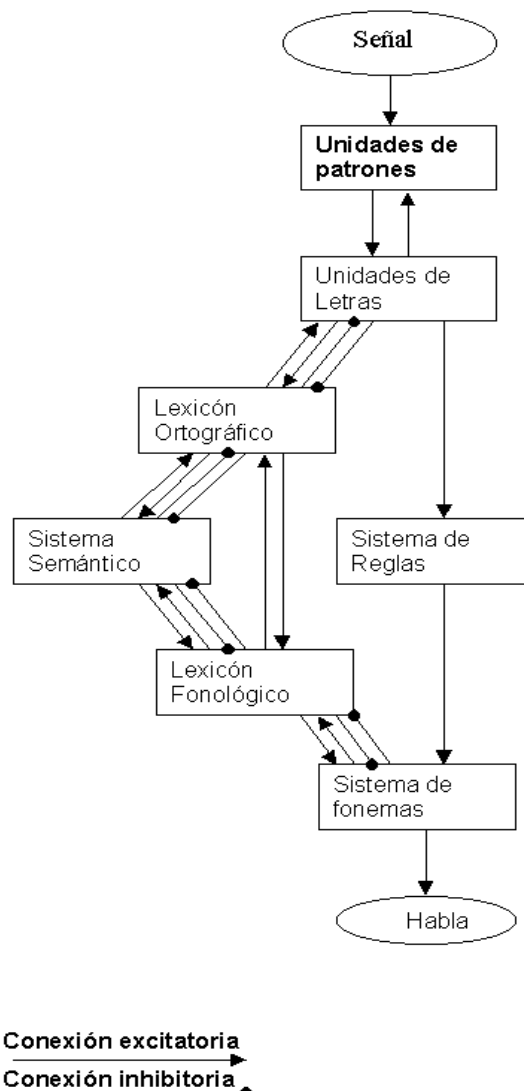 Señal
Unidades de
patrones
Unidades de
Letras
Lexicón
Ortográfico
Sistema
Semántico
Sistema de
Reglas
Lexicón
Fonológico
Sistema de
fonemas
Habla
Conexión excitatoria
Conexión inhibitoria